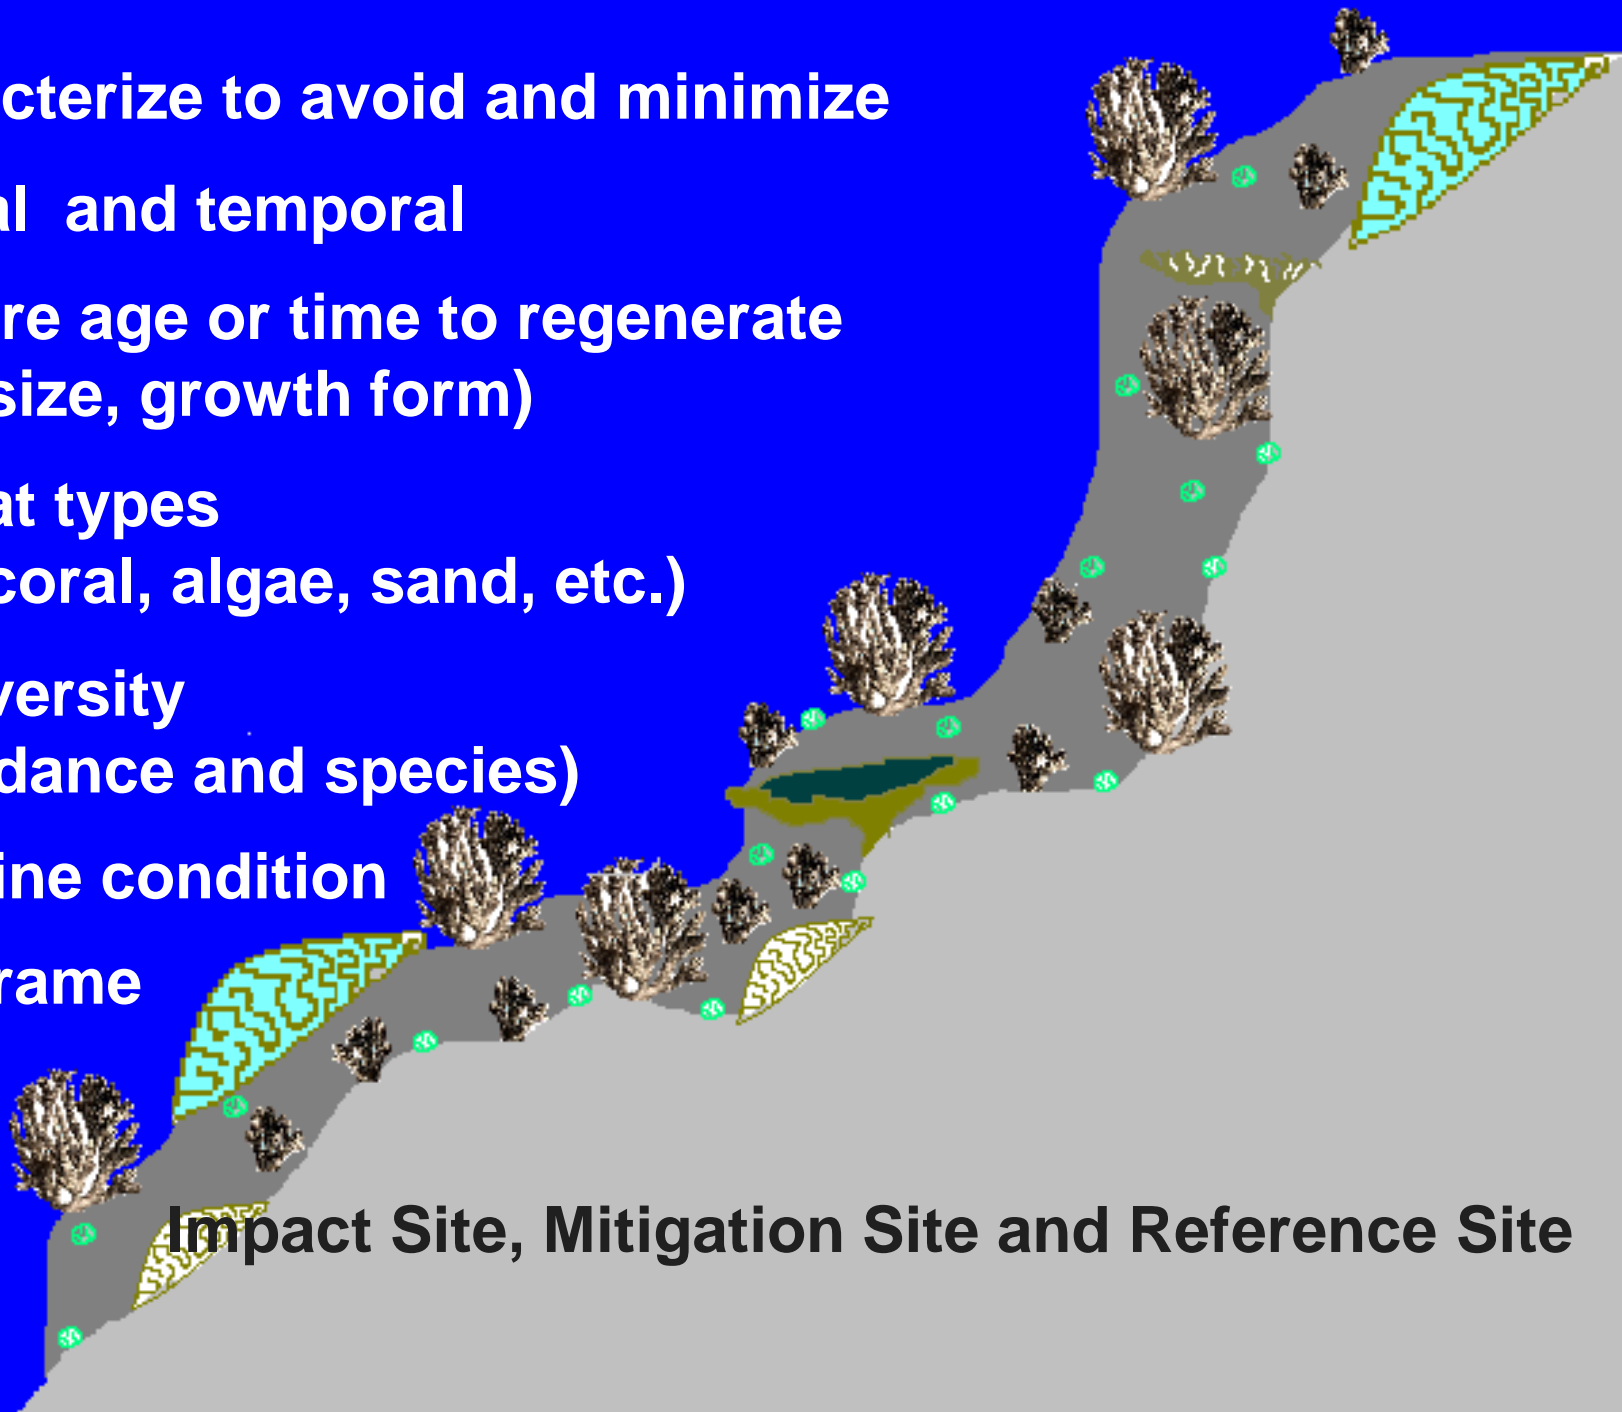 cterize to avoid and minimize
al and temporal
re age or time to regenerate
size, growth form)
at types
coral, algae, sand, etc.)
versity
dance and species)
ine condition
rame
Impact Site, Mitigation Site and Reference Site